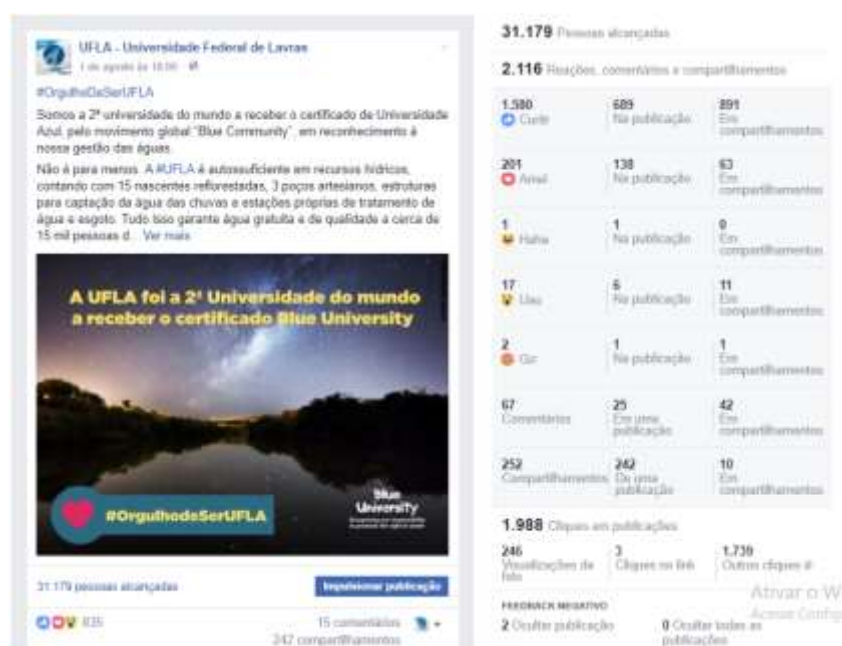 UFLA - Universidade Federal de Lavras
1 de agosto às 18:00
#OrgulhoDaSerUFLA
Somos a 2ª universidade do mundo a receber o certificado de Universidade
Azul, pelo movimento global "Blue Community", em reconhecimento à
nossa gestão das águas.
Não é para menos. A #UFLA é autossuficiente em recursos hídricos,
contando com 15 nascentes reflorestadas, 3 poços artesianos, estruturas
para captação da água das chuvas e estações próprias de tratamento de
água e esgoto. Tudo isso garante água gratuita e de qualidade a cerca de
15 mil pessoas d... Ver mais
A UFLA foi a 2ª Universidade do mundo
a receber o certificado Blue University
Blue
University
#OrgulhodeSerUFLA
31.179 pessoas alcançadas
Impulsionar publicação
835
15 comentários
242 compartilhamentos
31.179 Pessoas alcançadas
2.116 Reações, comentários e compartilhamentos
1.580 689 891
Curtir Na publicação Em
compartilhamentos
201 138 63
Amei Na publicação Em
compartilhamentos
1 1 0
Haha Na publicação Em
compartilhamentos
17 6 11
Uau Na publicação Em
compartilhamentos
2 1 1
Grr Na publicação Em
compartilhamentos
67 25 42
Comentários Em uma Em
publicação compartilhamentos
252 242 10
Compartilhamentos De uma Em
publicação compartilhamentos
1.988 Cliques em publicações
246 3 1.739
Visualizações de Cliques no link Outros cliques
foto
Ativar o W
FEEDBACK NEGATIVO
2 Ocultar publicação 0 Ocultar todas as
publicações